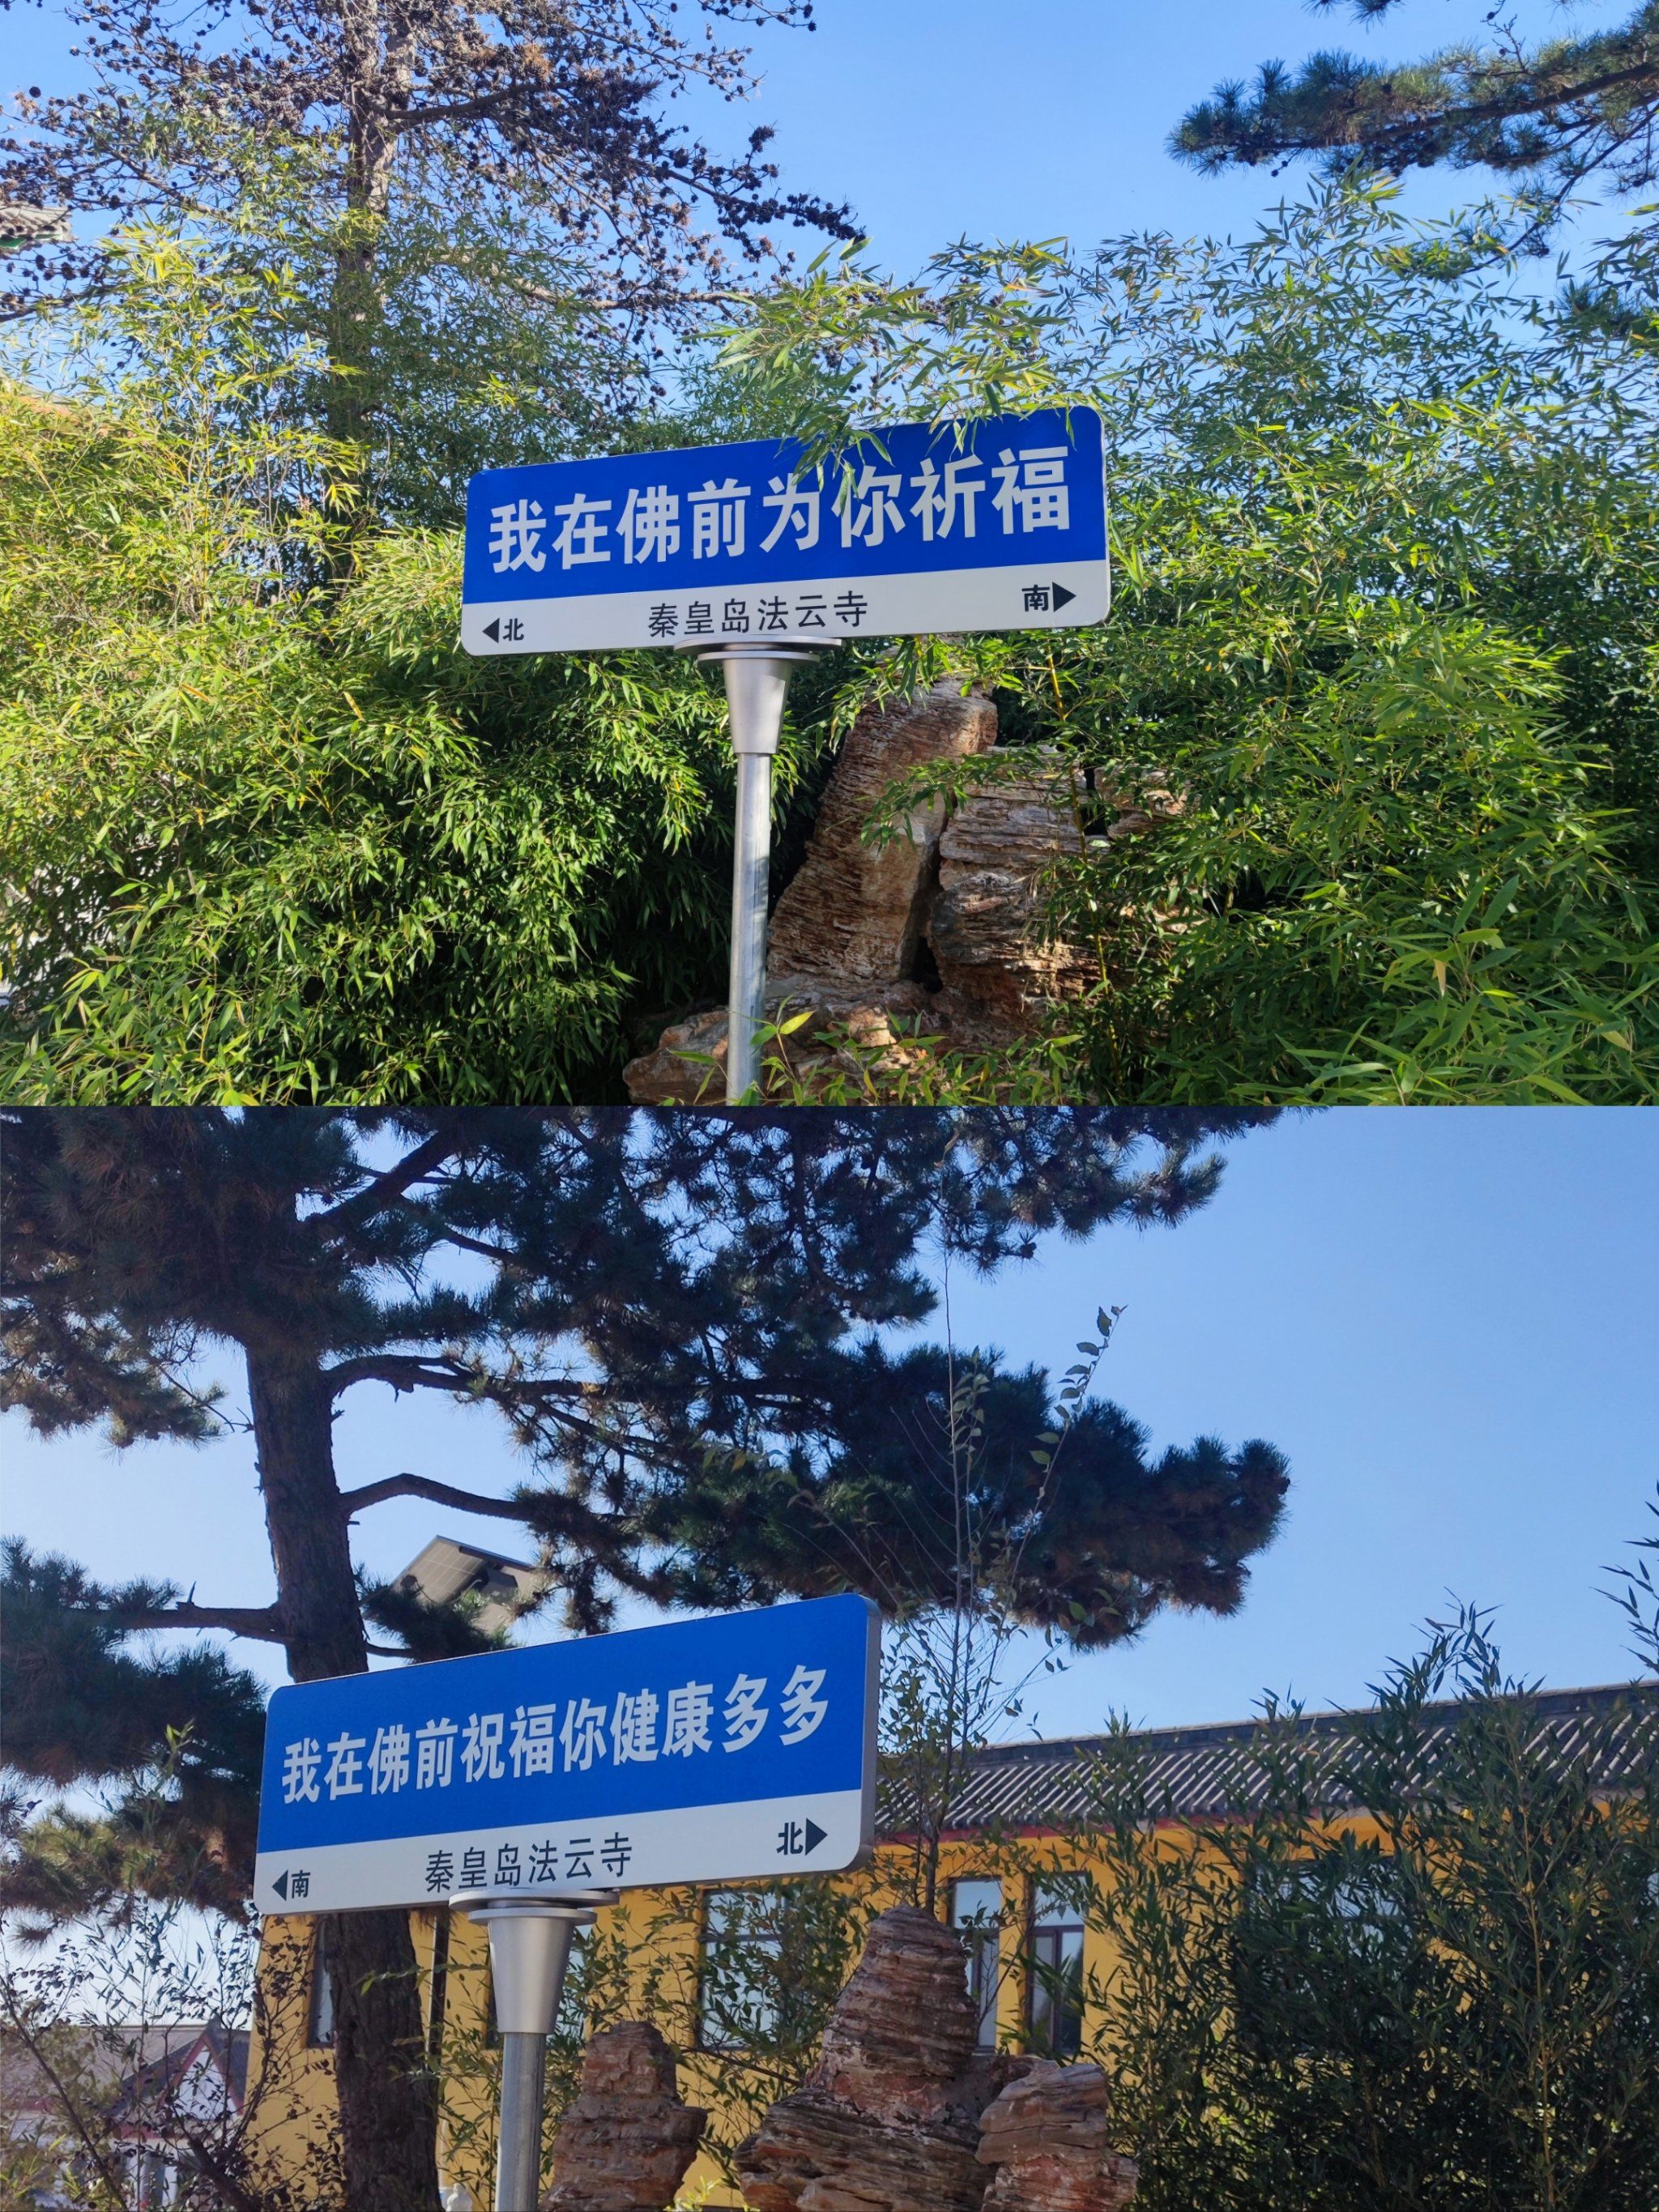 我在佛前为你祈福
北 秦皇岛法云寺 南
我在佛前祝福你健康多多
南 秦皇岛法云寺 北